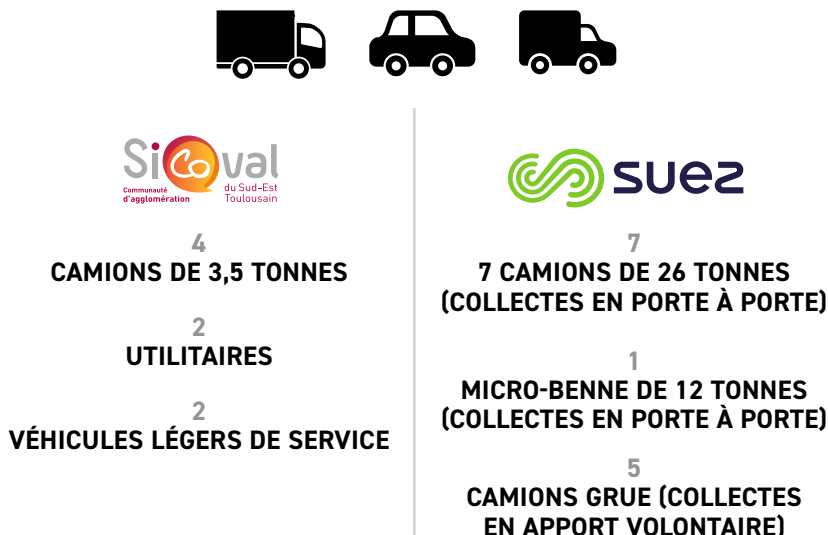 Sicoval
Communauté
d'agglomération
du Sud-Est
Toulousain
4
CAMIONS DE 3,5 TONNES
2
UTILITAIRES
2
VÉHICULES LÉGERS DE SERVICE
suez
7
7 CAMIONS DE 26 TONNES
(COLLECTES EN PORTE À PORTE)
1
MICRO-BENNE DE 12 TONNES
(COLLECTES EN PORTE À PORTE)
5
CAMIONS GRUE (COLLECTES
EN APPORT VOLONTAIRE)